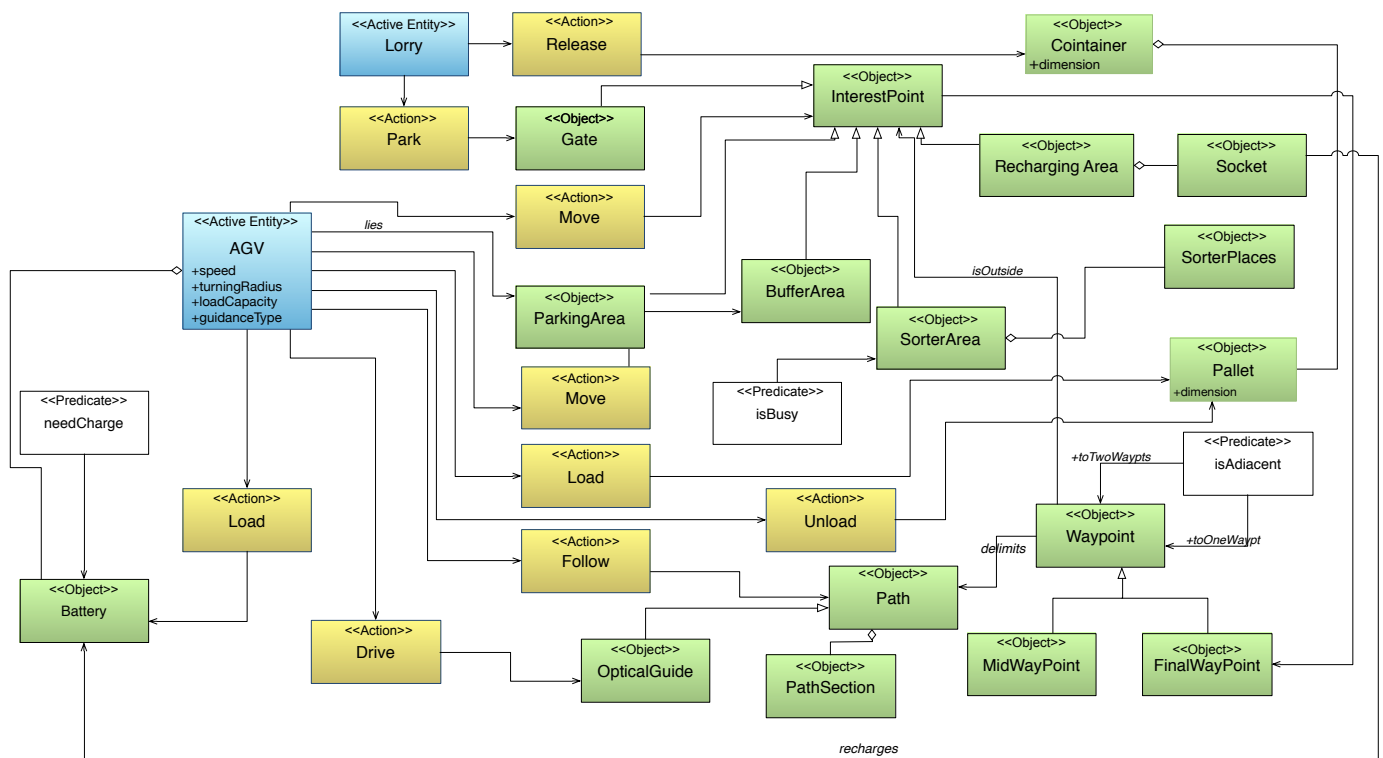 <<Active Entity>>
Lorry
<<Action>>
Release
<<Object>>
Cointainer
+dimension
<<Action>>
Park
<<Object>>
Gate
<<Object>>
InterestPoint
<<Object>>
Recharging Area
<<Object>>
Socket
<<Active Entity>>
AGV
+speed
+turningRadius
+loadCapacity
+guidanceType
lies
<<Action>>
Move
<<Object>>
ParkingArea
<<Object>>
BufferArea
isOutside
<<Object>>
SorterPlaces
<<Object>>
SorterArea
<<Action>>
Move
<<Predicate>>
isBusy
<<Object>>
Pallet
+dimension
<<Predicate>>
needCharge
<<Action>>
Load
<<Action>>
Load
<<Action>>
Unload
<<Predicate>>
isAdiacent
+toTwoWaypts
+toOneWaypt
<<Object>>
Waypoint
delimits
<<Action>>
Follow
<<Object>>
Path
<<Object>>
Battery
<<Action>>
Drive
<<Object>>
OpticalGuide
<<Object>>
PathSection
<<Object>>
MidWayPoint
<<Object>>
FinalWayPoint
recharges